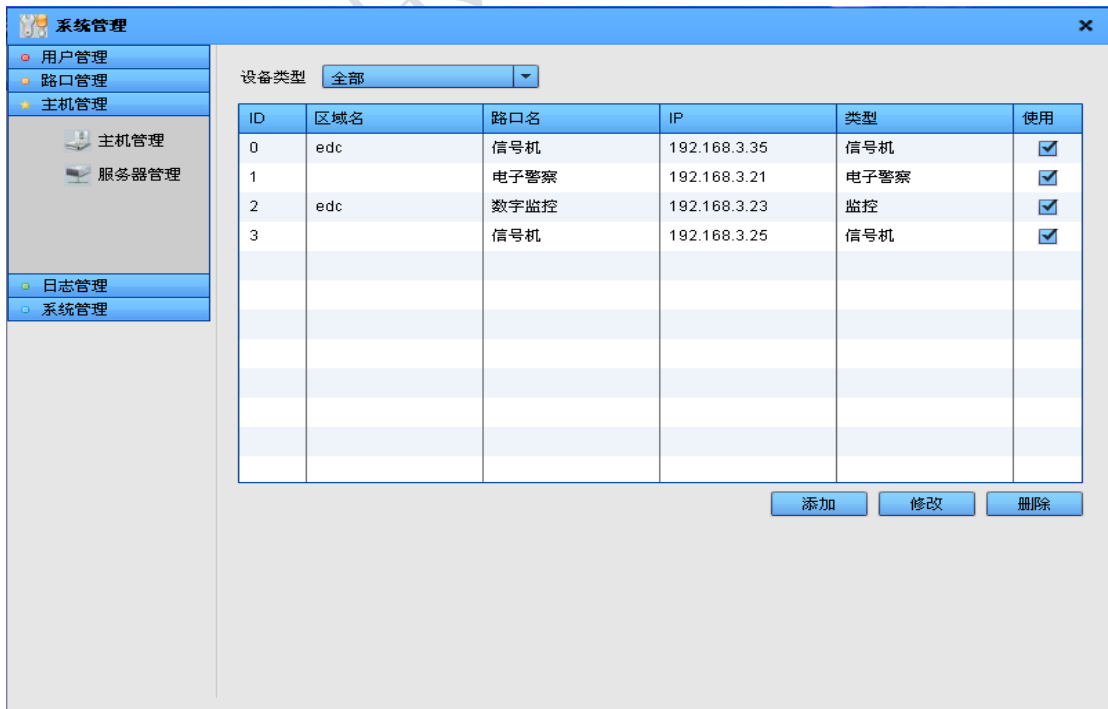 系统管理
用户管理
路口管理
主机管理
主机管理
服务器管理
日志管理
系统管理
设备类型 全部
ID 区域名 路口名 IP 类型 使用
0 edc 信号机 192.168.3.35 信号机
1 电子警察 192.168.3.21 电子警察
2 edc 数字监控 192.168.3.23 监控
3 信号机 192.168.3.25 信号机
添加 修改 删除